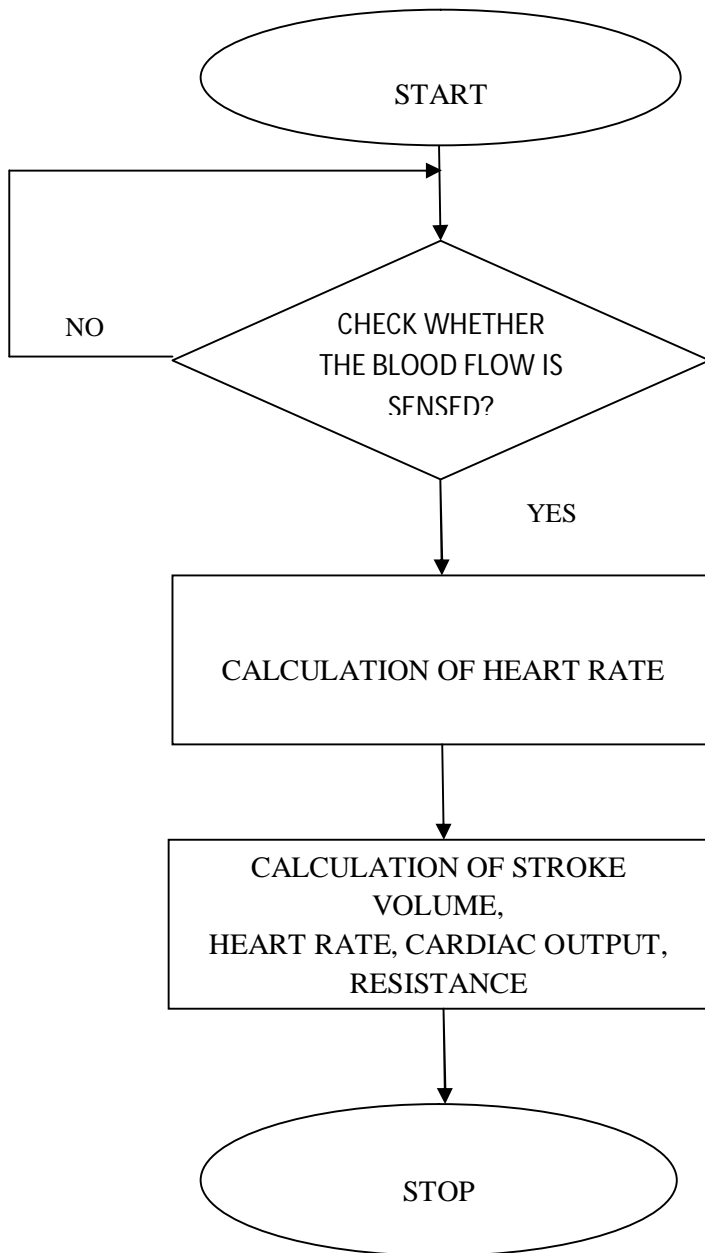 START
NO
CHECK WHETHER
THE BLOOD FLOW IS
SENSED?
YES
CALCULATION OF HEART RATE
CALCULATION OF STROKE
VOLUME,
HEART RATE, CARDIAC OUTPUT,
RESISTANCE
STOP